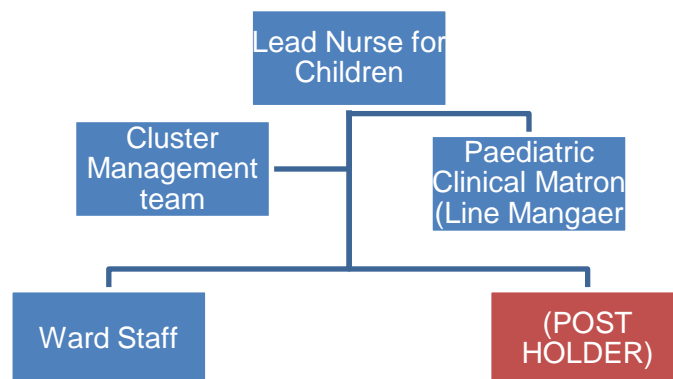 Lead Nurse for
Children
Cluster
Management
team
Paediatric
Clinical Matron
(Line Mangaer
Ward Staff
(POST
HOLDER)